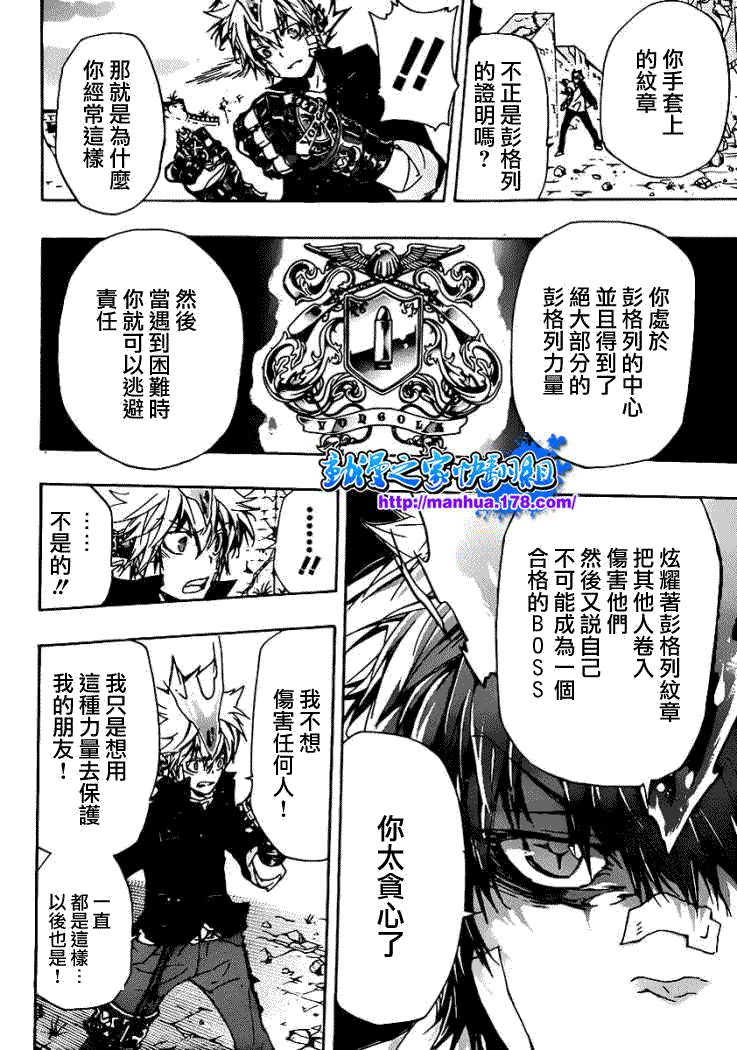 你手套上
的紋章
不正是彭格列
的證明嗎?
!!
那就是為什麼
你經常這樣
你處於
彭格列的中心
並且得到了
絕大部分的
彭格列力量
VONGOLA
然後
當遇到困難時
你就可以逃避
責任
動漫之家快翻組
http://manhua.178.com/
炫耀著彭格列紋章
把其他人卷入
傷害他們
然後又説自己
不可能成為一個
合格的BOSS
你太貪心了
……!!
……
不是的!!
我不想
傷害任何人!
我只是想用
這種力量去保護
我的朋友!
一直
都是這樣…
以後也是!